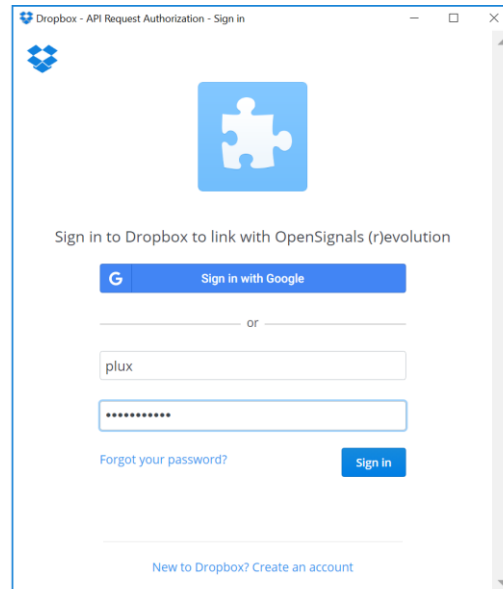 Dropbox - API Request Authorization - Sign in
Sign in to Dropbox to link with OpenSignals (r)evolution
G Sign in with Google
or
plux
•••••••••••
Forgot your password?
Sign in
New to Dropbox? Create an account